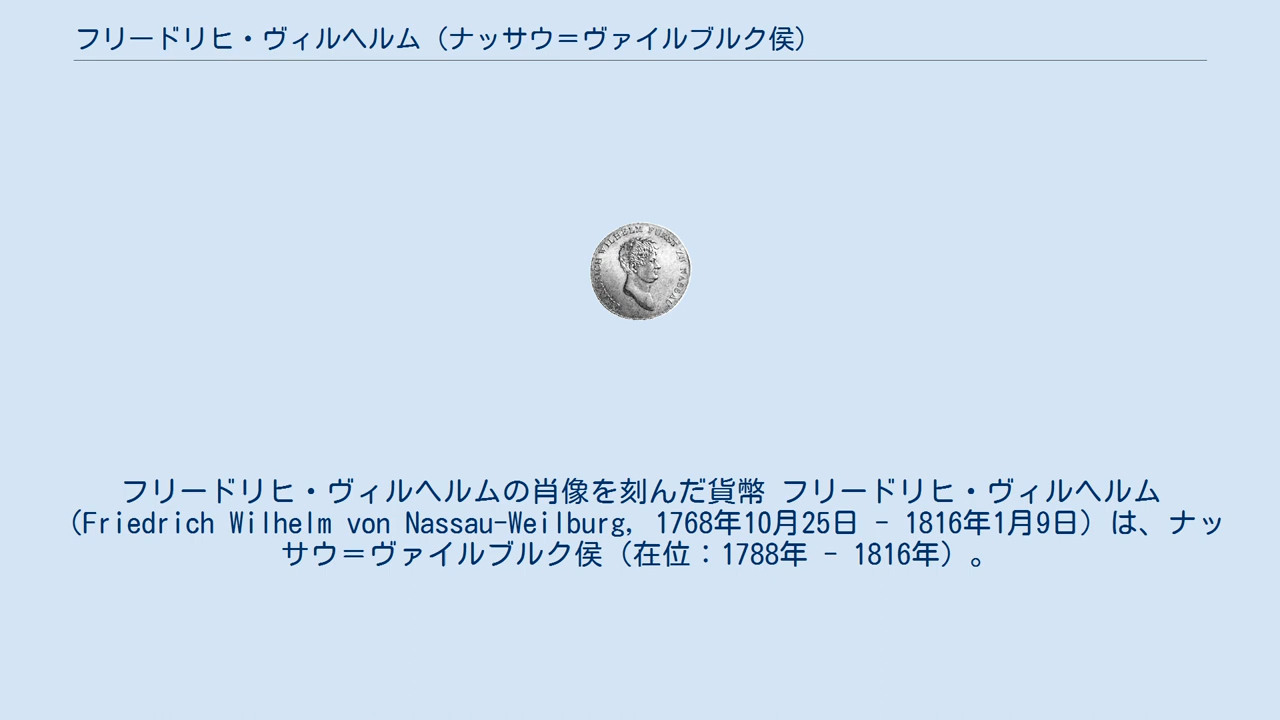 フリードリヒ・ヴィルヘルム（ナッサウ＝ヴァイルブルク侯）
WILHELM FÜRST ZU NASSAU
フリードリヒ・ヴィルヘルムの肖像を刻んだ貨幣 フリードリヒ・ヴィルヘルム
（Friedrich Wilhelm von Nassau-Weilburg, 1768年10月25日 - 1816年1月9日）は、ナッ
サウ＝ヴァイルブルク侯（在位：1788年 - 1816年）。